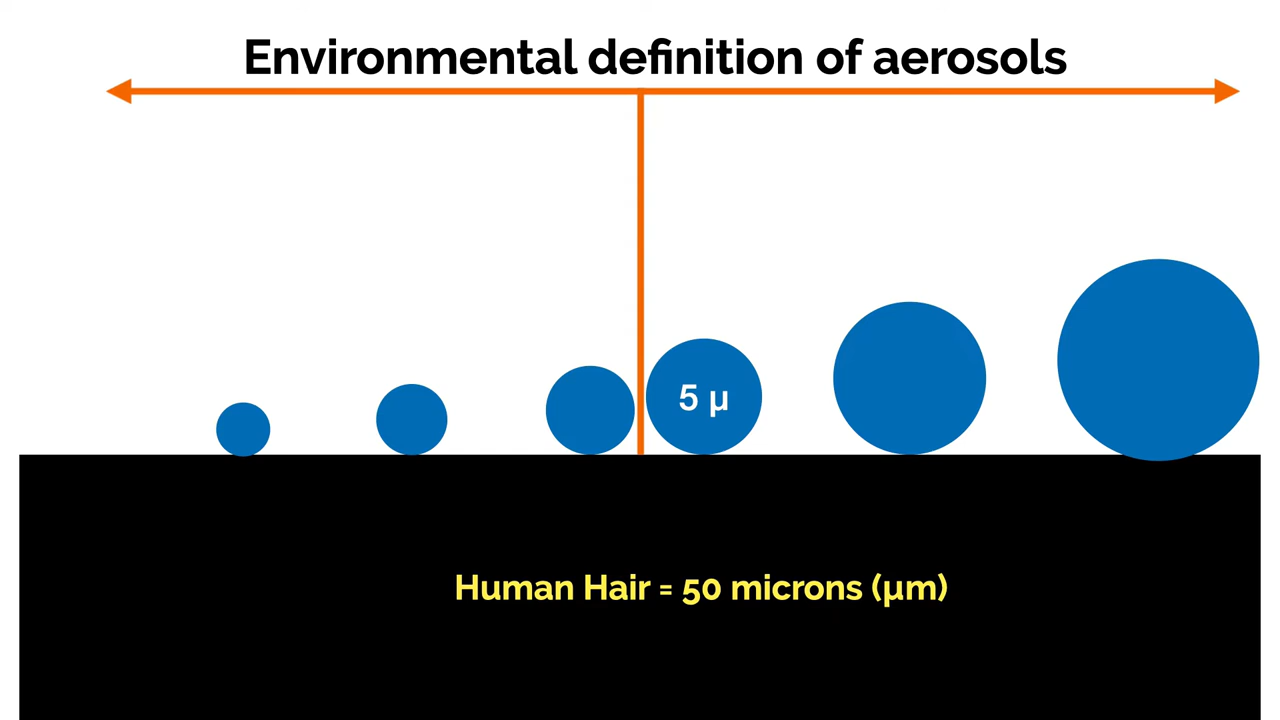 Environmental definition of aerosols
5 µ
Human Hair = 50 microns (µm)